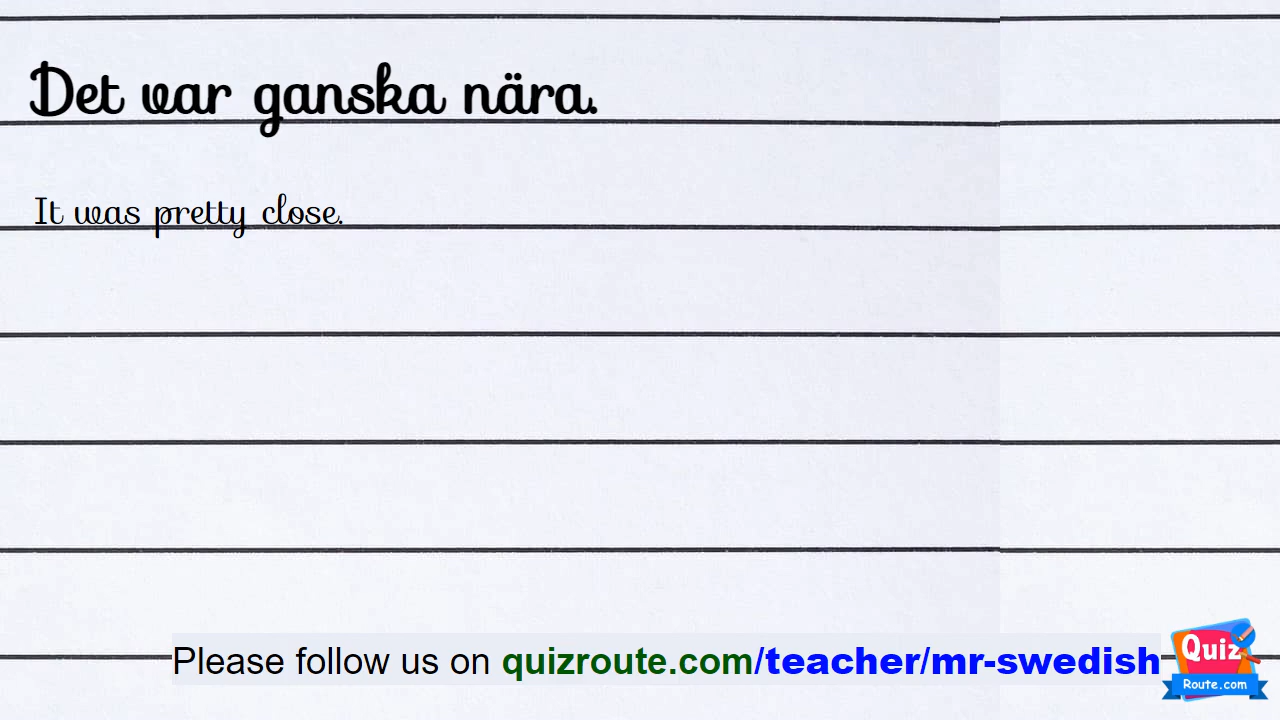 Det var ganska nära.
It was pretty close.
Please follow us on quizroute.com/teacher/mr-swedish
Quiz
Route.com